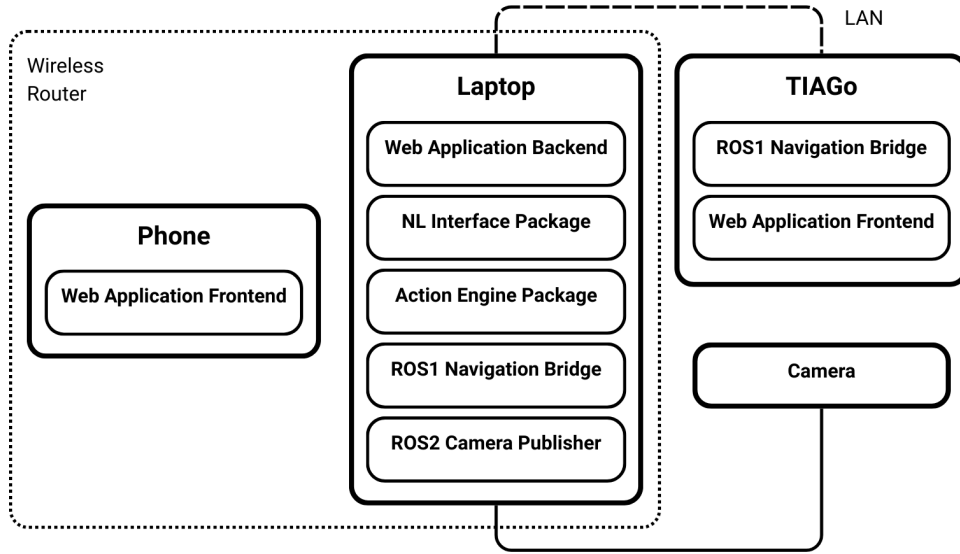 LAN
Wireless
Router
Laptop
Web Application Backend
NL Interface Package
Action Engine Package
ROS1 Navigation Bridge
ROS2 Camera Publisher
TIAGo
ROS1 Navigation Bridge
Web Application Frontend
Phone
Web Application Frontend
Camera